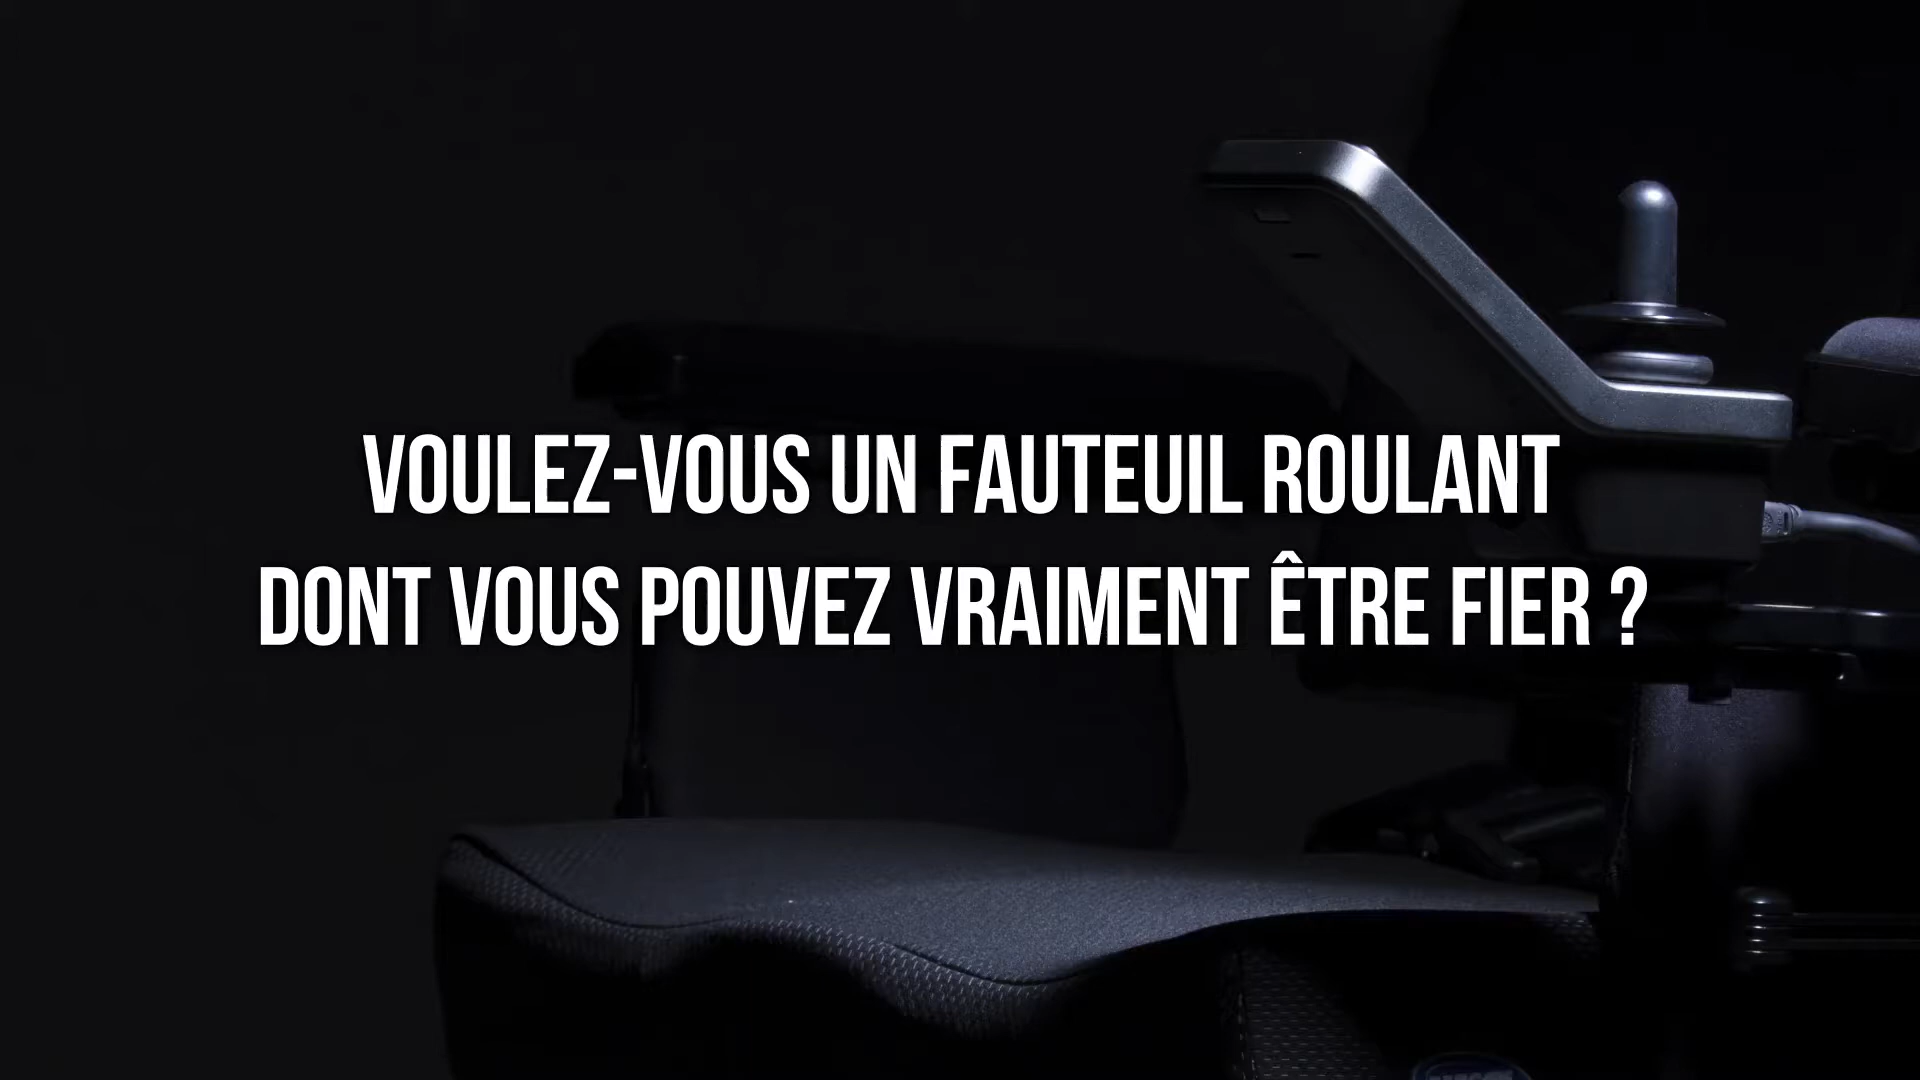 VOULEZ-VOUS UN FAUTEUIL ROULANT
DONT VOUS POUVEZ VRAIMENT ÊTRE FIER ?